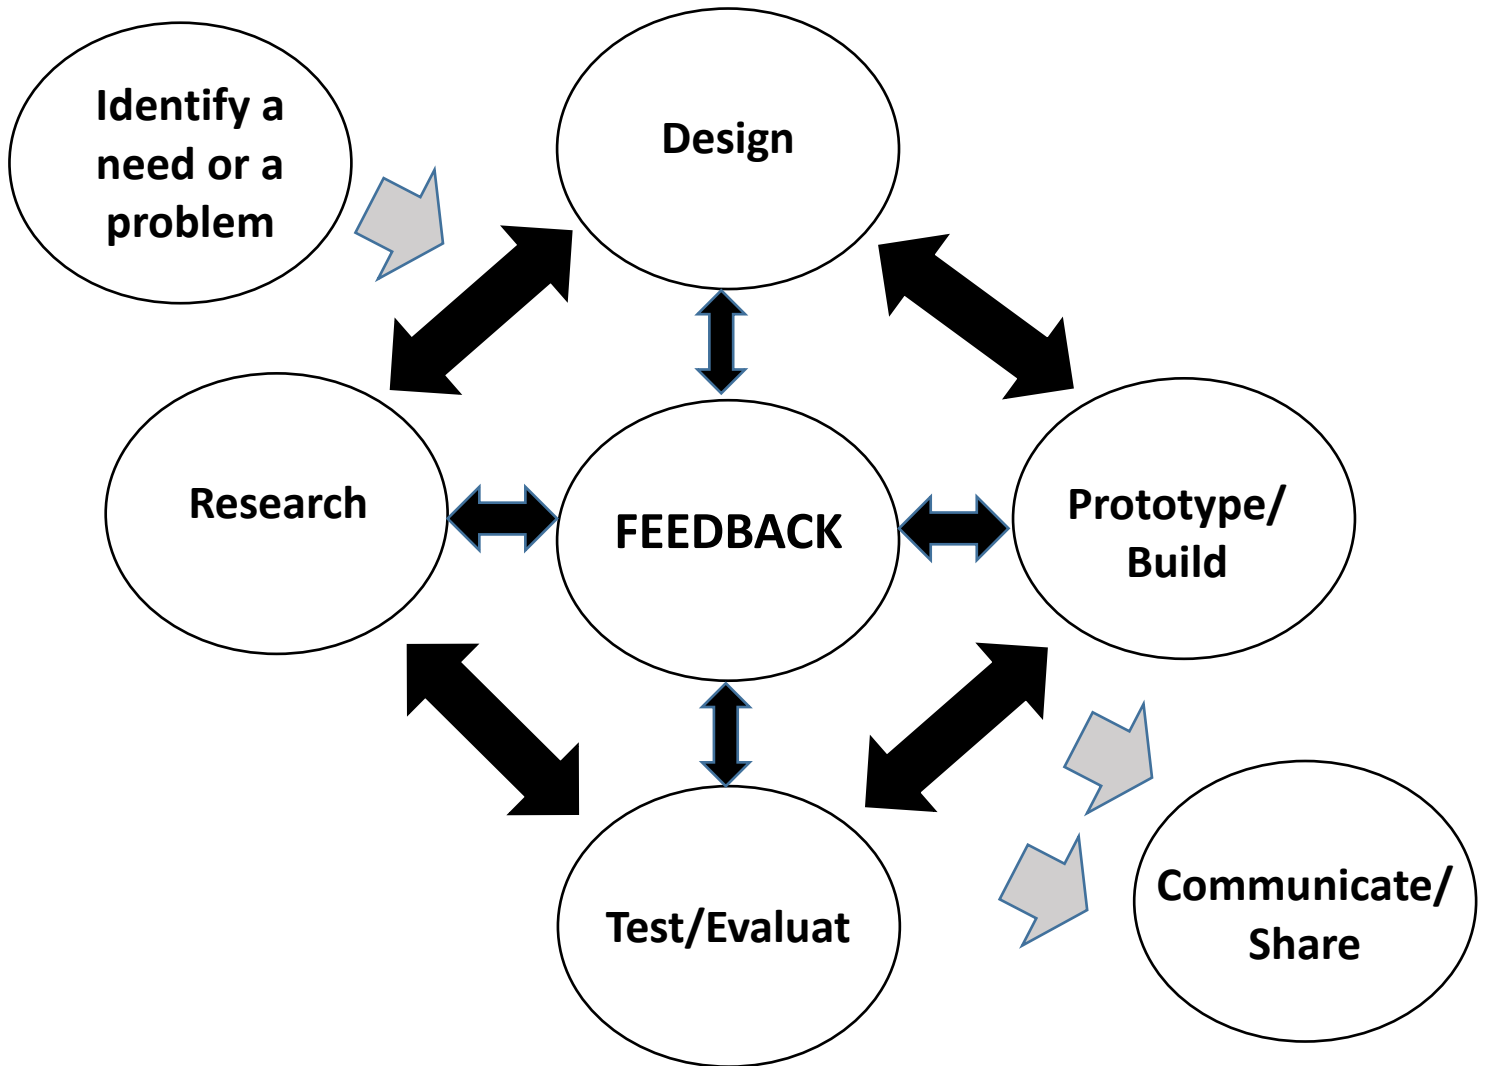 Identify a
need or a
problem
Design
Research
FEEDBACK
Prototype/
Build
Test/Evaluat
Communicate/
Share